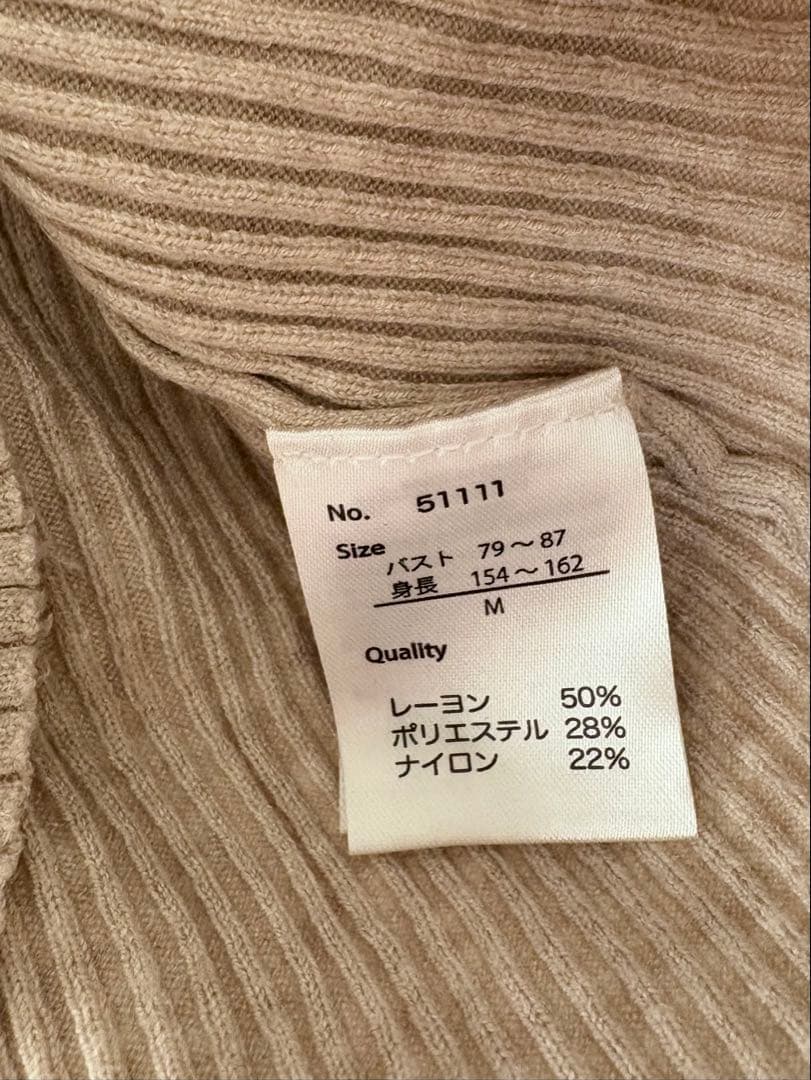 No. 51111
Size
バスト 79～87
身長 154～162
M
Quality
レーヨン 50%
ポリエステル 28%
ナイロン 22%